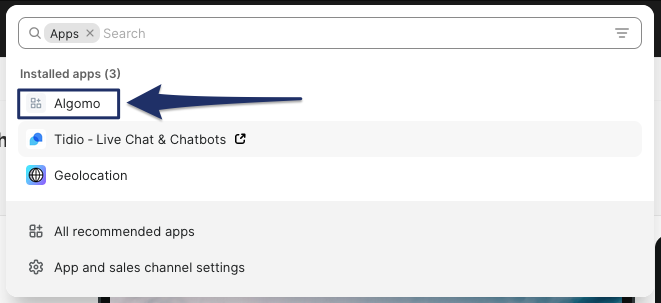 Apps × Search
Installed apps (3)
Algomo
Tidio - Live Chat & Chatbots
Geolocation
All recommended apps
App and sales channel settings